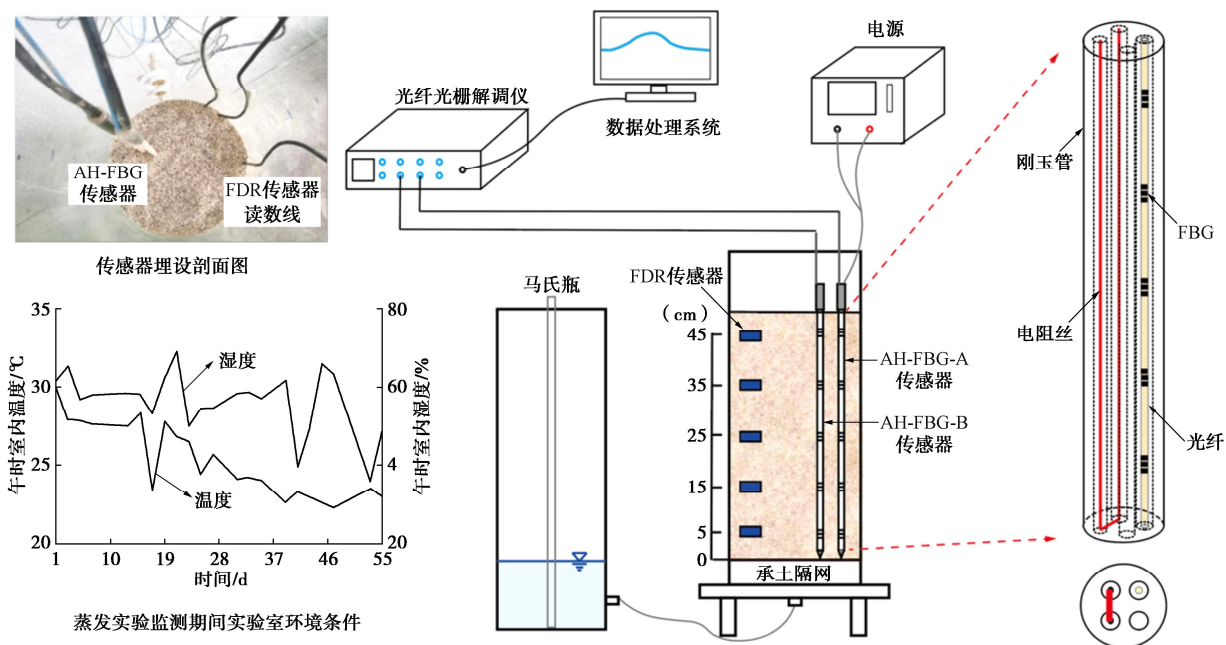 AH-FBG
传感器
FDR传感器
读数线
传感器埋设剖面图
光纤光栅解调仪
数据处理系统
电源
刚玉管
FBG
电阻丝
光纤
马氏瓶
FDR传感器
(cm)
45
35
25
15
5
0
AH-FBG-A
传感器
AH-FBG-B
传感器
承土隔网
35
30
25
20
午时室内温度/℃
80
60
4
20
午时室内湿度/%
湿度
温度
1
10
19
28
37
46
55
时间/d
蒸发实验监测期间实验室环境条件